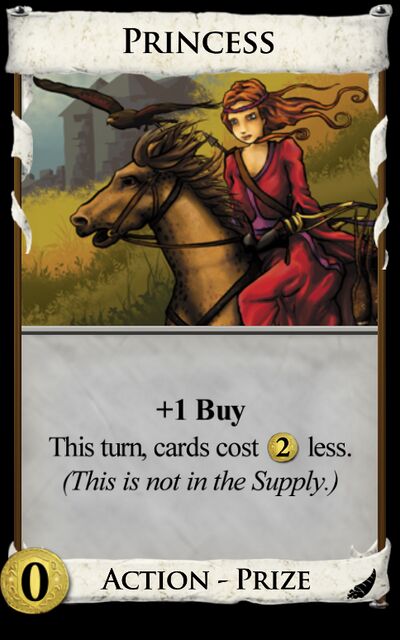 PRINCESS
+1 Buy
This turn, cards cost 2 less.
(This is not in the Supply.)
0 ACTION - PRIZE